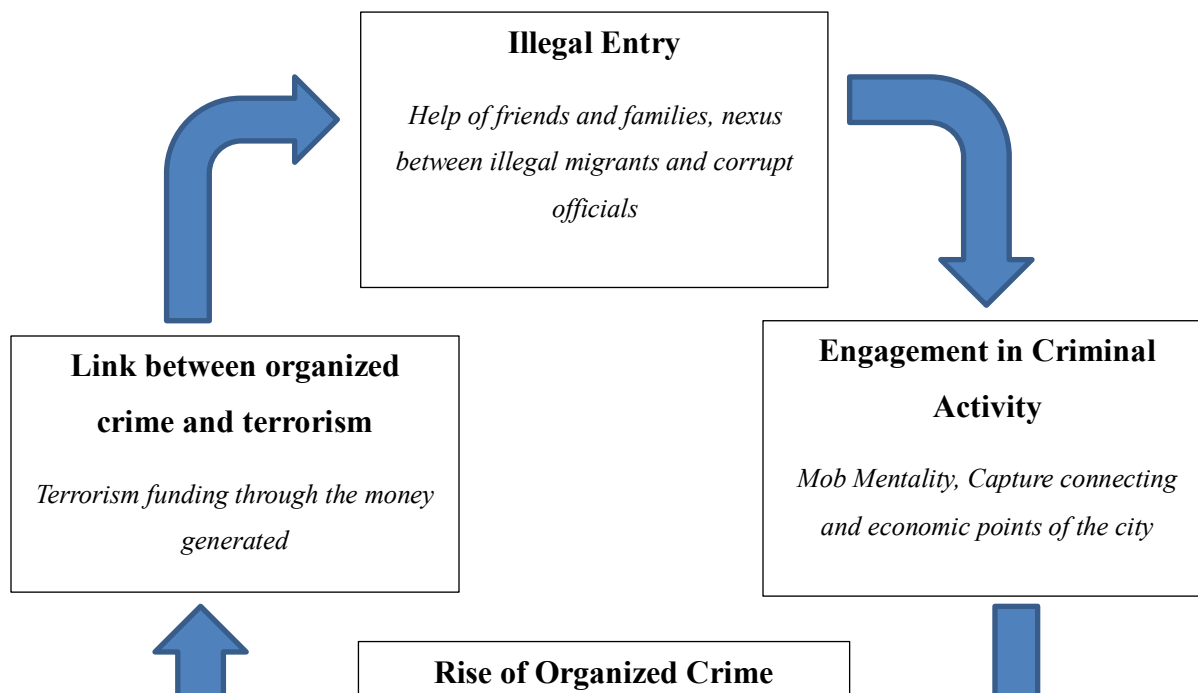 Illegal Entry
Help of friends and families, nexus
between illegal migrants and corrupt
officials
Link between organized
crime and terrorism
Terrorism funding through the money
generated
Engagement in Criminal
Activity
Mob Mentality, Capture connecting
and economic points of the city
Rise of Organized Crime